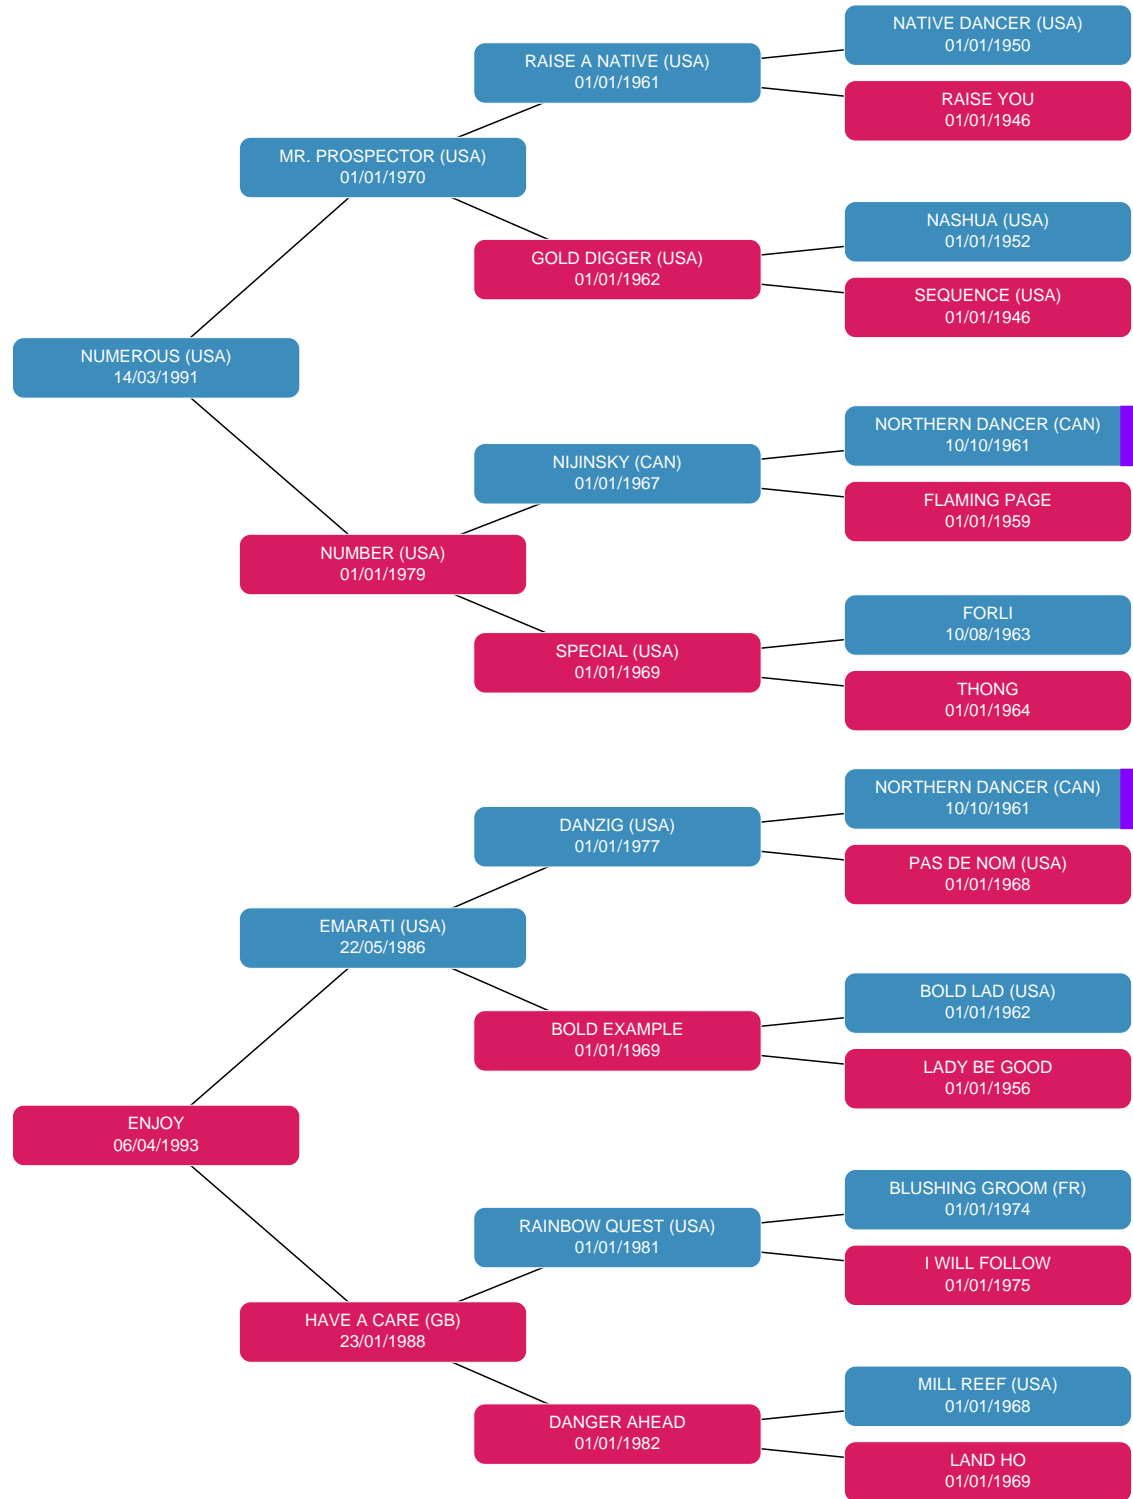 NATIVE DANCER (USA)
01/01/1950
RAISE A NATIVE (USA)
01/01/1961
RAISE YOU
01/01/1946
MR. PROSPECTOR (USA)
01/01/1970
NASHUA (USA)
01/01/1952
GOLD DIGGER (USA)
01/01/1962
SEQUENCE (USA)
01/01/1946
NUMEROUS (USA)
14/03/1991
NORTHERN DANCER (CAN)
10/10/1961
NIJINSKY (CAN)
01/01/1967
FLAMING PAGE
01/01/1959
NUMBER (USA)
01/01/1979
FORLI
10/08/1963
SPECIAL (USA)
01/01/1969
THONG
01/01/1964
NORTHERN DANCER (CAN)
10/10/1961
DANZIG (USA)
01/01/1977
PAS DE NOM (USA)
01/01/1968
EMARATI (USA)
22/05/1986
BOLD LAD (USA)
01/01/1962
BOLD EXAMPLE
01/01/1969
LADY BE GOOD
01/01/1956
ENJOY
06/04/1993
BLUSHING GROOM (FR)
01/01/1974
RAINBOW QUEST (USA)
01/01/1981
I WILL FOLLOW
01/01/1975
HAVE A CARE (GB)
23/01/1988
MILL REEF (USA)
01/01/1968
DANGER AHEAD
01/01/1982
LAND HO
01/01/1969